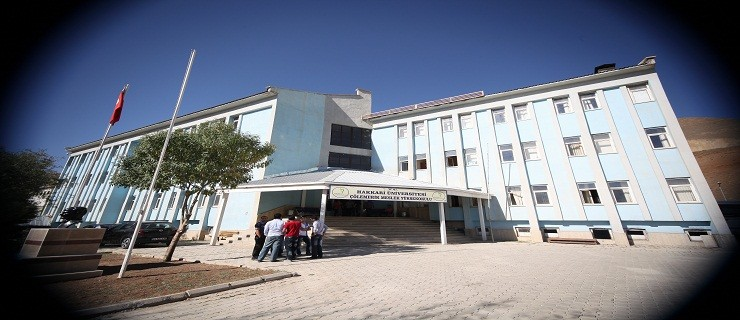 HAKKARİ ÜNİVERSİTESİ
ÇÖLEMERİK MESLEK YÜKSEKOKULU